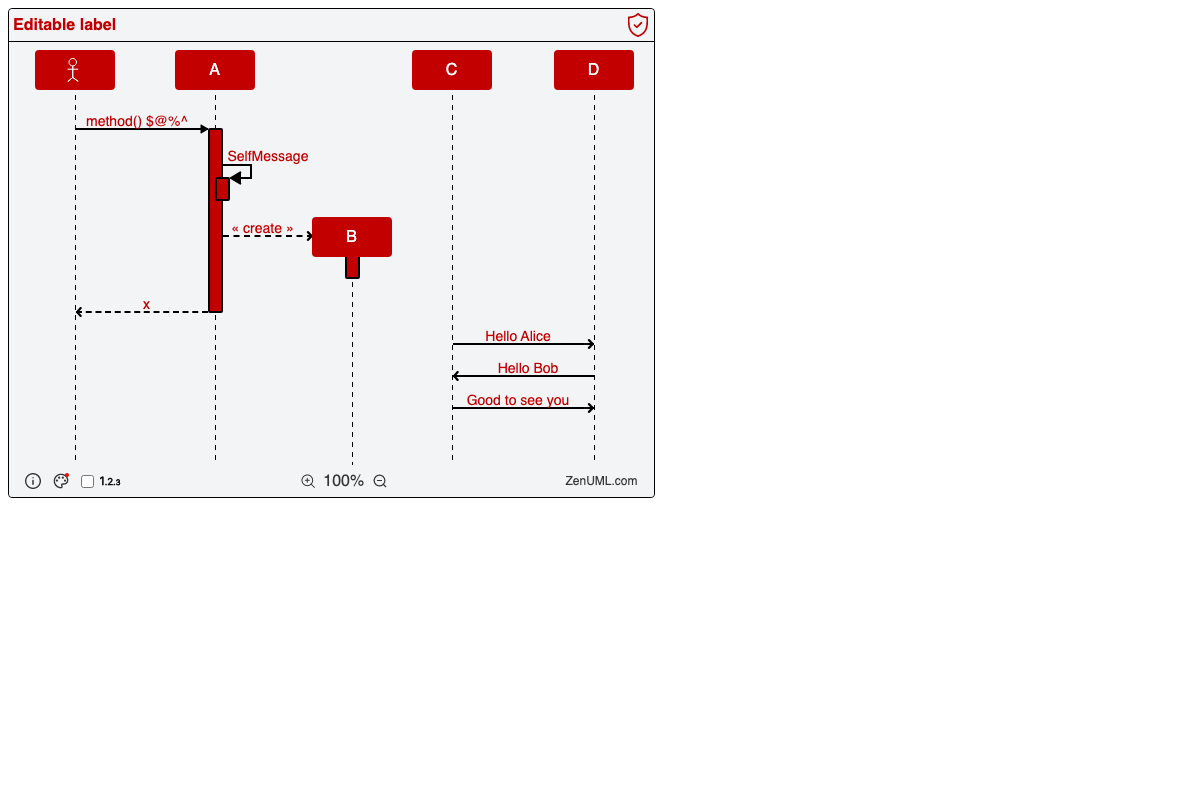 Editable label
A
C
D
method() $@%^
SelfMessage
« create »
B
x
Hello Alice
Hello Bob
Good to see you
1.2.3
100%
ZenUML.com